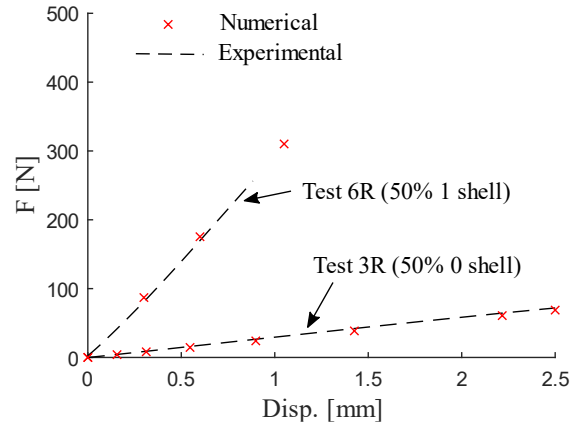 500
Numerical
Experimental
400
300
F [N]
Test 6R (50% 1 shell)
200
Test 3R (50% 0 shell)
100
0
0 0.5 1 1.5 2 2.5
Disp. [mm]